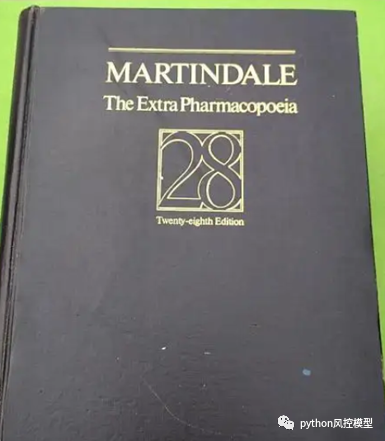 MARTINDALE
The Extra Pharmacopoeia
28
Twenty-eighth Edition
python风控模型